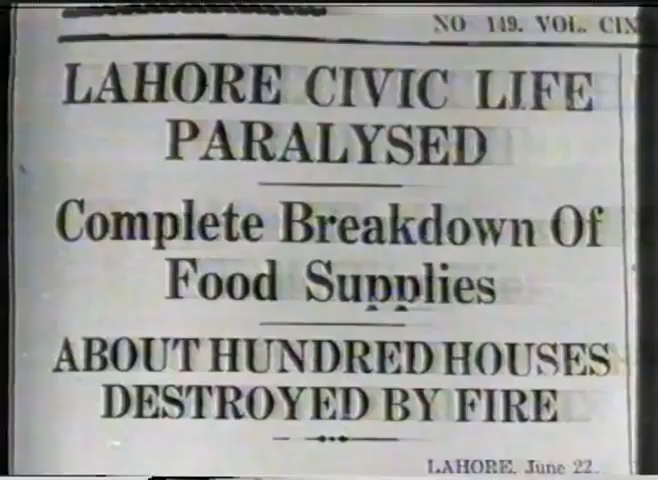 NO 149. VOL.
LAHORE CIVIC LIFE
PARALYSED
Complete Breakdown Of
Food Supplies
ABOUT HUNDRED HOUSES
DESTROYED BY FIRE
LAHORE, June 22.